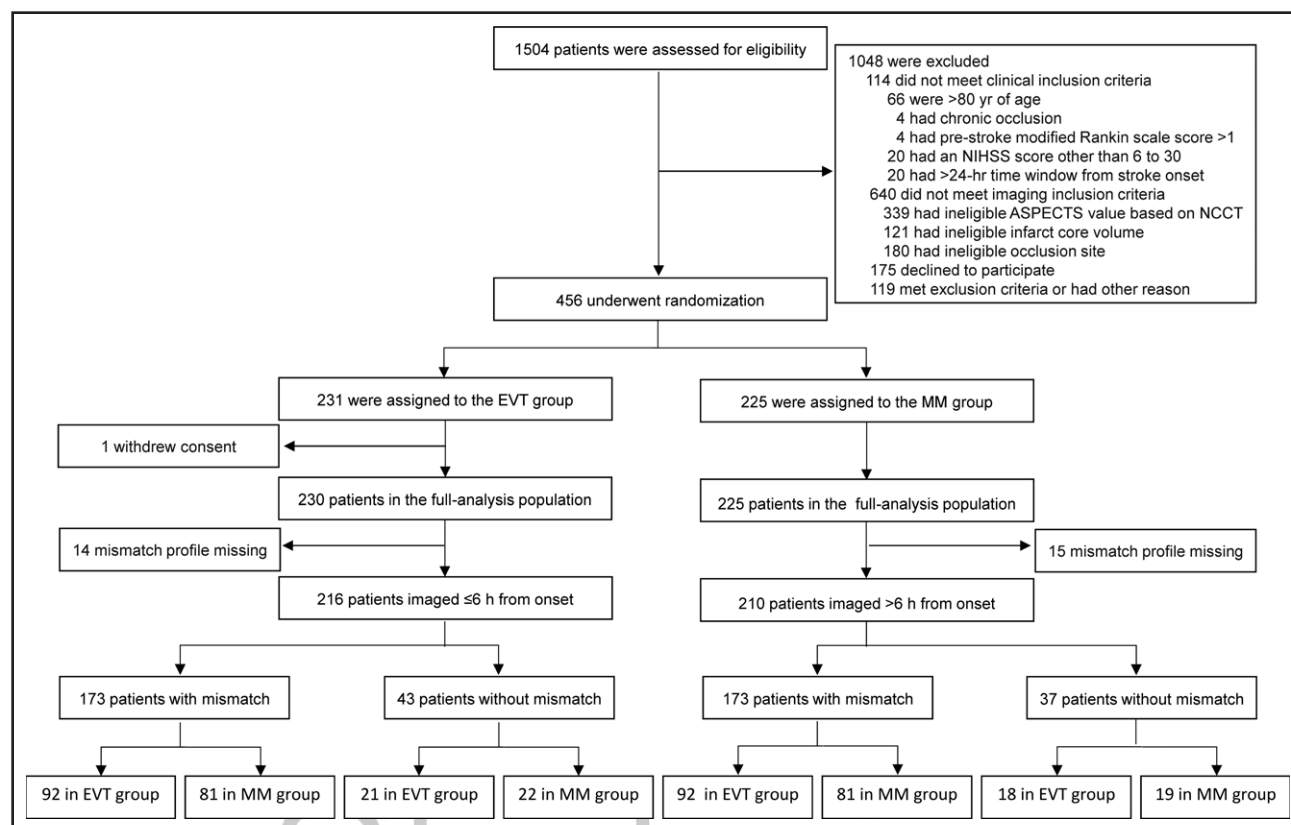 1504 patients were assessed for eligibility
1048 were excluded
114 did not meet clinical inclusion criteria
66 were >80 yr of age
4 had chronic occlusion
4 had pre-stroke modified Rankin scale score >1
20 had an NIHSS score other than 6 to 30
20 had >24-hr time window from stroke onset
640 did not meet imaging inclusion criteria
339 had ineligible ASPECTS value based on NCCT
121 had ineligible infarct core volume
180 had ineligible occlusion site
175 declined to participate
119 met exclusion criteria or had other reason
456 underwent randomization
231 were assigned to the EVT group
225 were assigned to the MM group
1 withdrew consent
230 patients in the full-analysis population
225 patients in the full-analysis population
14 mismatch profile missing
15 mismatch profile missing
216 patients imaged ≤6 h from onset
210 patients imaged >6 h from onset
173 patients with mismatch
43 patients without mismatch
173 patients with mismatch
37 patients without mismatch
92 in EVT group
81 in MM group
21 in EVT group
22 in MM group
92 in EVT group
81 in MM group
18 in EVT group
19 in MM group